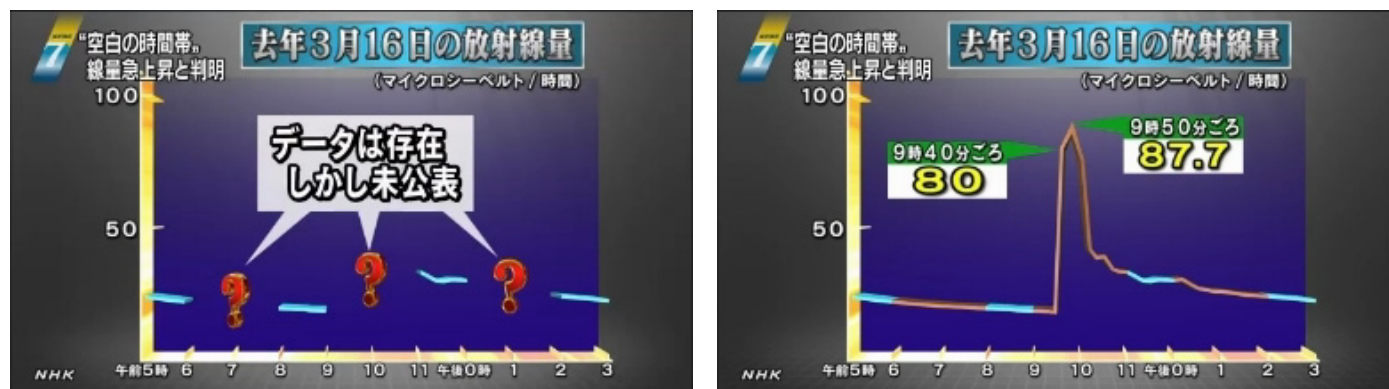 7
“空白の時間帯”
線量急上昇と判明
去年3月16日の放射線量
(マイクロシーベルト/時間)
100
50
データは存在
しかし未公表
?
?
?
午前5時 6 7 8 9 10 11 午後0時 1 2 3
NHK
7
“空白の時間帯”
線量急上昇と判明
去年3月16日の放射線量
(マイクロシーベルト/時間)
100
50
9時40分ごろ
80
9時50分ごろ
87.7
午前5時 6 7 8 9 10 11 午後0時 1 2 3
NHK